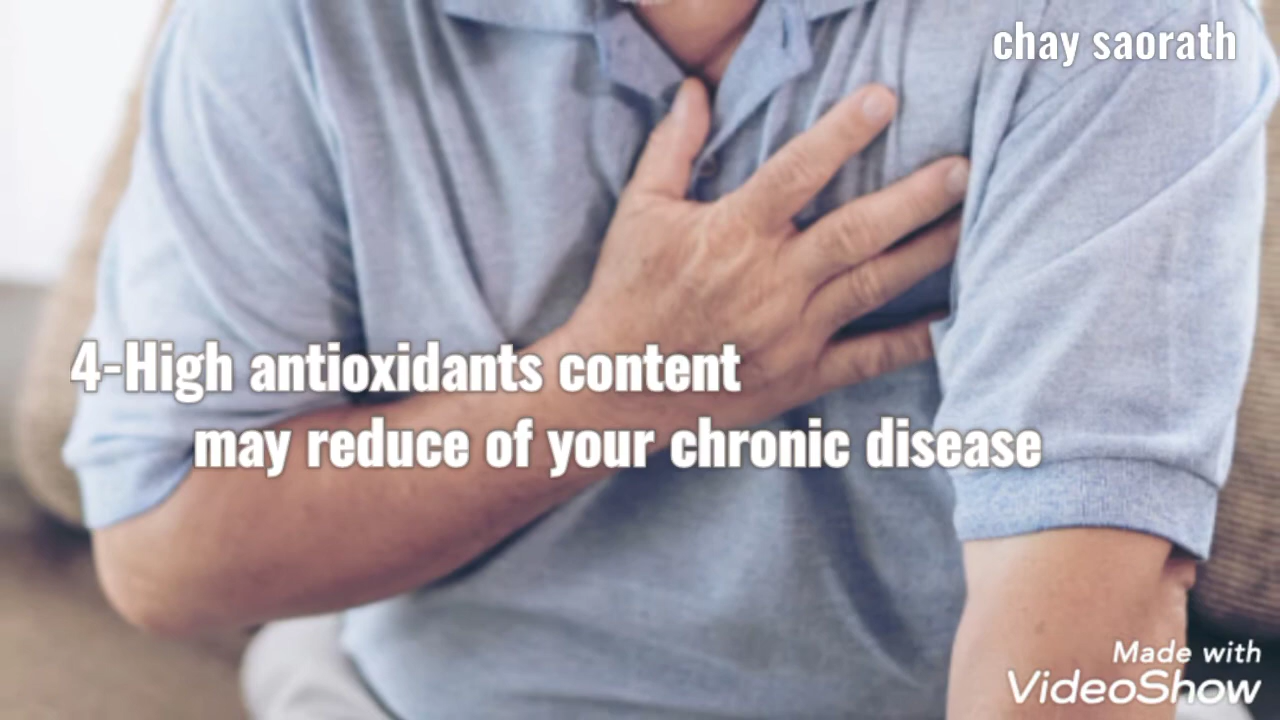 chay saorath
4-High antioxidants content
may reduce of your chronic disease
Made with
VideoShow